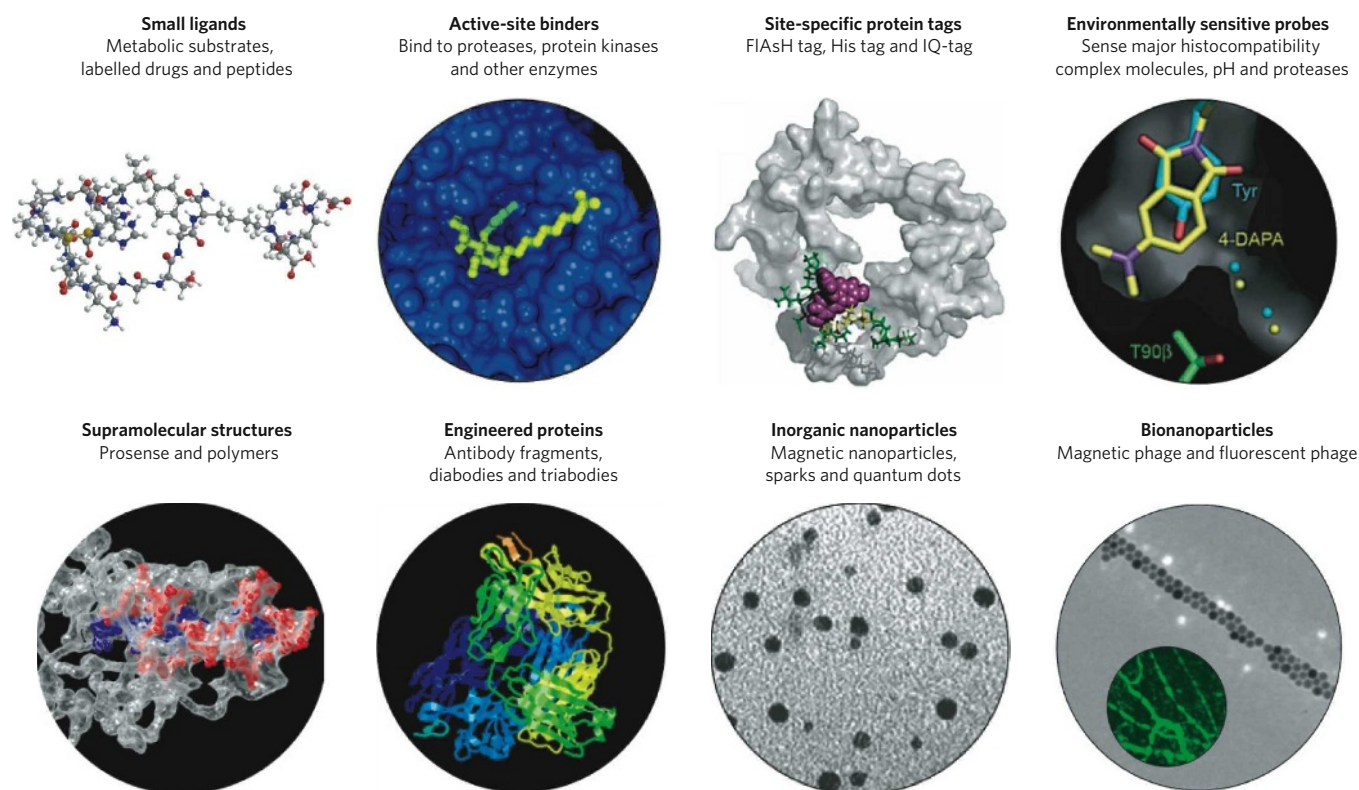 Small ligands
Metabolic substrates,
labelled drugs and peptides
Active-site binders
Bind to proteases, protein kinases
and other enzymes
Site-specific protein tags
FlAsH tag, His tag and IQ-tag
Environmentally sensitive probes
Sense major histocompatibility
complex molecules, pH and proteases
Tyr
4-DAPA
T90β
Supramolecular structures
Prosense and polymers
Engineered proteins
Antibody fragments,
diabodies and triabodies
Inorganic nanoparticles
Magnetic nanoparticles,
sparks and quantum dots
Bionanoparticles
Magnetic phage and fluorescent phage